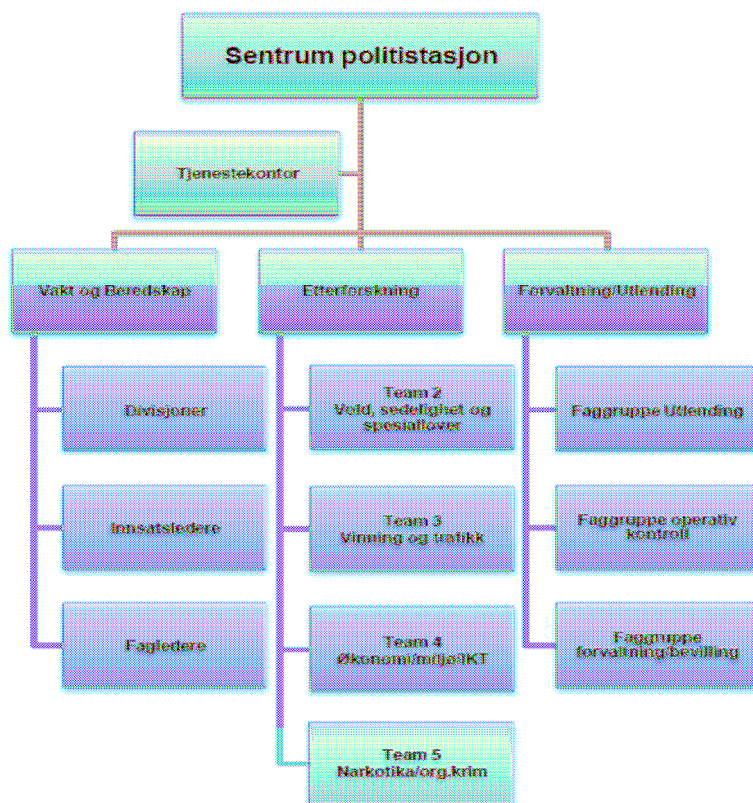 Sentrum politistasjon
Tjenestekontor
Vakt og Beredskap
Divisjoner
Innsatsledere
Fagledere
Etterforskning
Team 2
Vold, sedelighet og
spesiallover
Team 3
Vinning og trafikk
Team 4
Økonomi/miljø/IKT
Team 5
Narkotika/org.krim
Forvaltning/Utlending
Faggruppe Utlending
Faggruppe operativ
kontroll
Faggruppe
forvaltning/bevilling